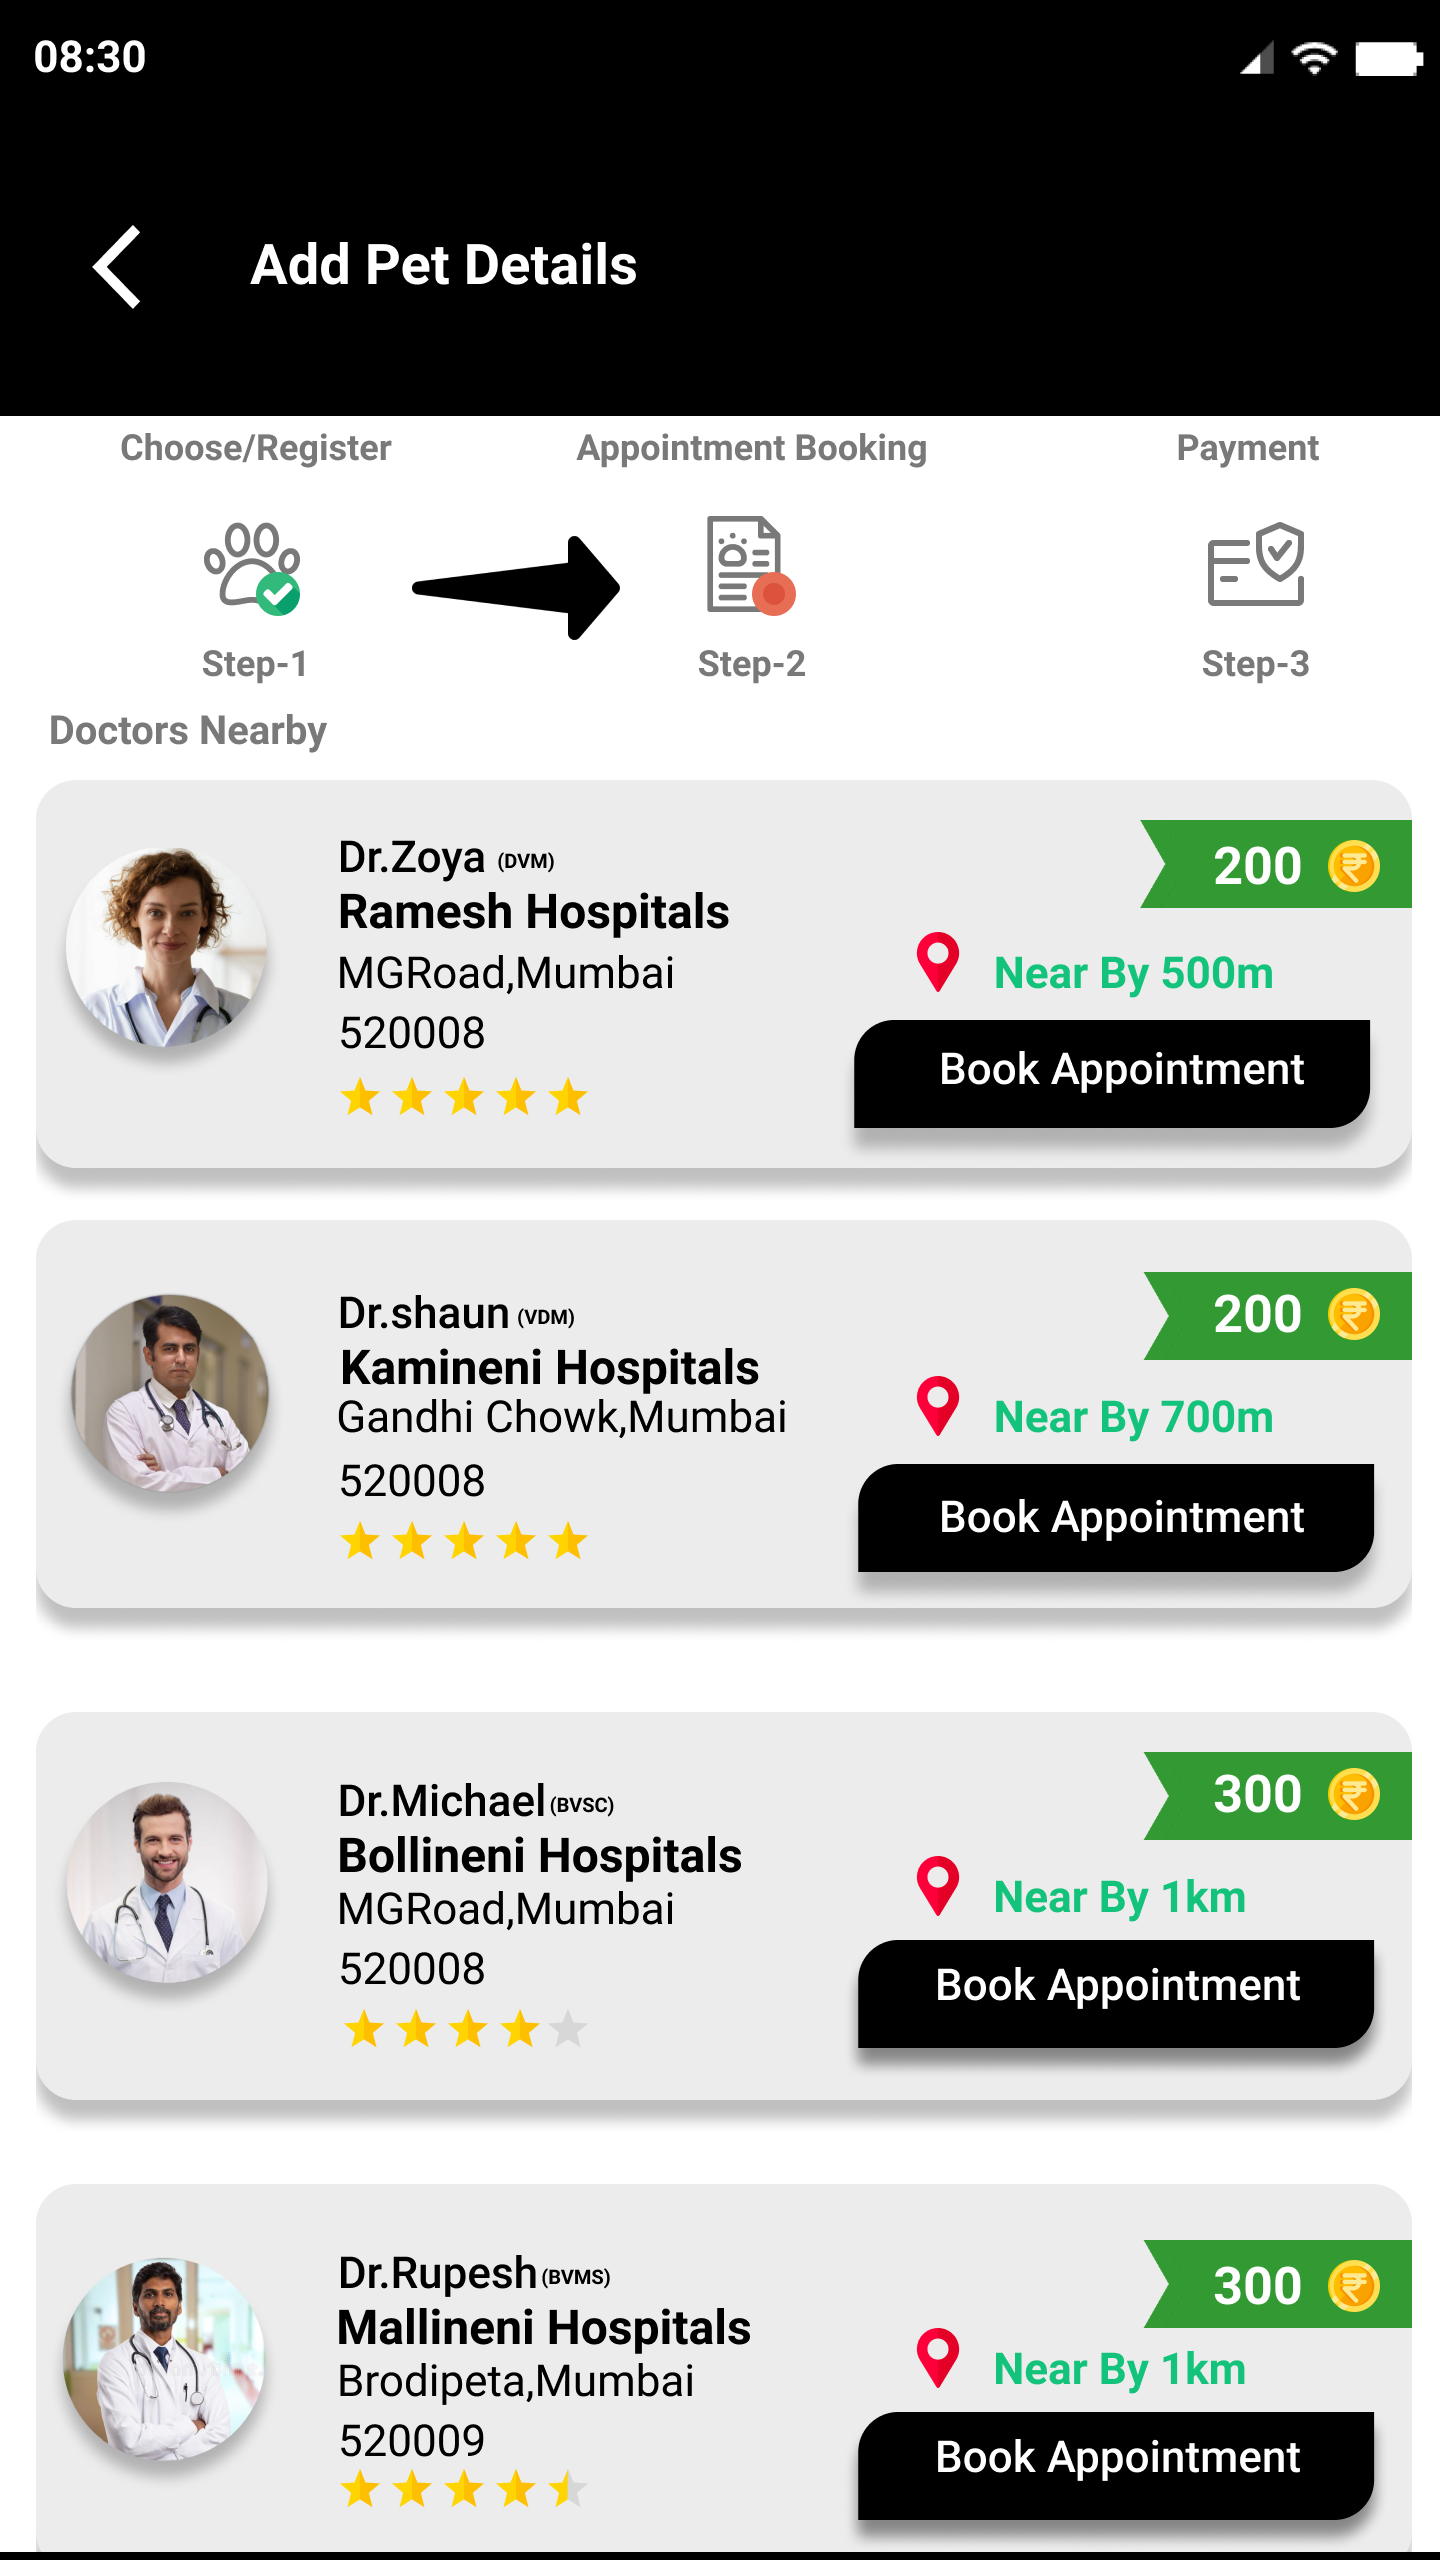 08:30
Add Pet Details
Choose/Register
Appointment Booking
Payment
Step-1
Step-2
Step-3
Doctors Nearby
Dr.Zoya (DVM)
200 ₹
Ramesh Hospitals
MGRoad,Mumbai
Near By 500m
520008
Book Appointment
Dr.shaun (VDM)
200 ₹
Kamineni Hospitals
Gandhi Chowk,Mumbai
Near By 700m
520008
Book Appointment
Dr.Michael (BVSC)
300 ₹
Bollineni Hospitals
MGRoad,Mumbai
Near By 1km
520008
Book Appointment
Dr.Rupesh (BVMS)
300 ₹
Mallineni Hospitals
Brodipeta,Mumbai
Near By 1km
520009
Book Appointment